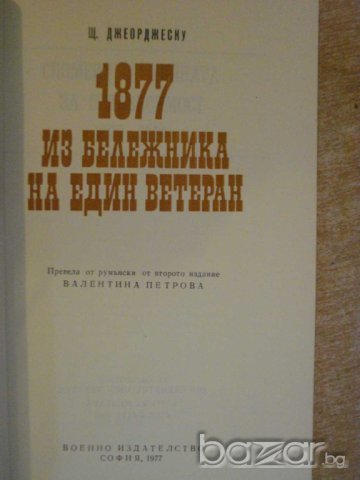 Щ. ДЖЕОРДЖЕСКУ
1877
ИЗ БЕЛЕЖНИКА
НА ЕДИН ВЕТЕРАН
Превела от румънски от второто издание
ВАЛЕНТИНА ПЕТРОВА
ВОЕННО ИЗДАТЕЛСТВО
СОФИЯ, 1977
bazar.bg